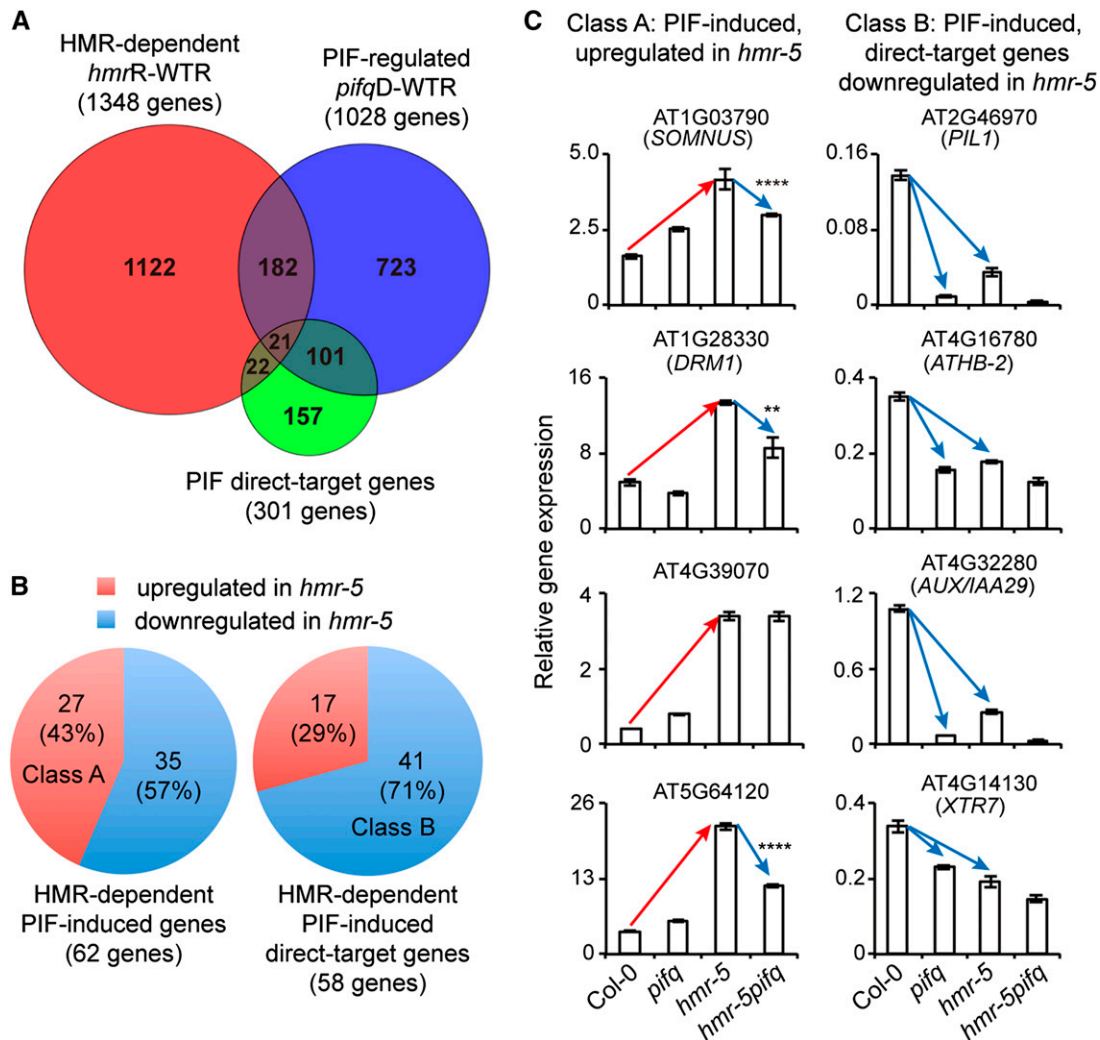 A
HMR-dependent
hmrR-WTR
(1348 genes)
PIF-regulated
pifqD-WTR
(1028 genes)
1122
182
723
21
22
101
157
PIF direct-target genes
(301 genes)
B
upregulated in hmr-5
downregulated in hmr-5
27
(43%)
Class A
35
(57%)
HMR-dependent
PIF-induced genes
(62 genes)
17
(29%)
41
(71%)
Class B
HMR-dependent
PIF-induced
direct-target genes
(58 genes)
C
Class A: PIF-induced,
upregulated in hmr-5
Class B: PIF-induced,
direct-target genes
downregulated in hmr-5
Relative gene expression
AT1G03790
(SOMNUS)
5.0
2.5
0
****
AT2G46970
(PIL1)
0.16
0.08
0
AT1G28330
(DRM1)
16
8
0
**
AT4G16780
(ATHB-2)
0.4
0.2
0
AT4G39070
4
2
0
AT4G32280
(AUX/IAA29)
1.2
0.6
0
AT5G64120
26
13
0
****
AT4G14130
(XTR7)
0.4
0.2
0
Col-0
pifq
hmr-5
hmr-5pifq
Col-0
pifq
hmr-5
hmr-5pifq